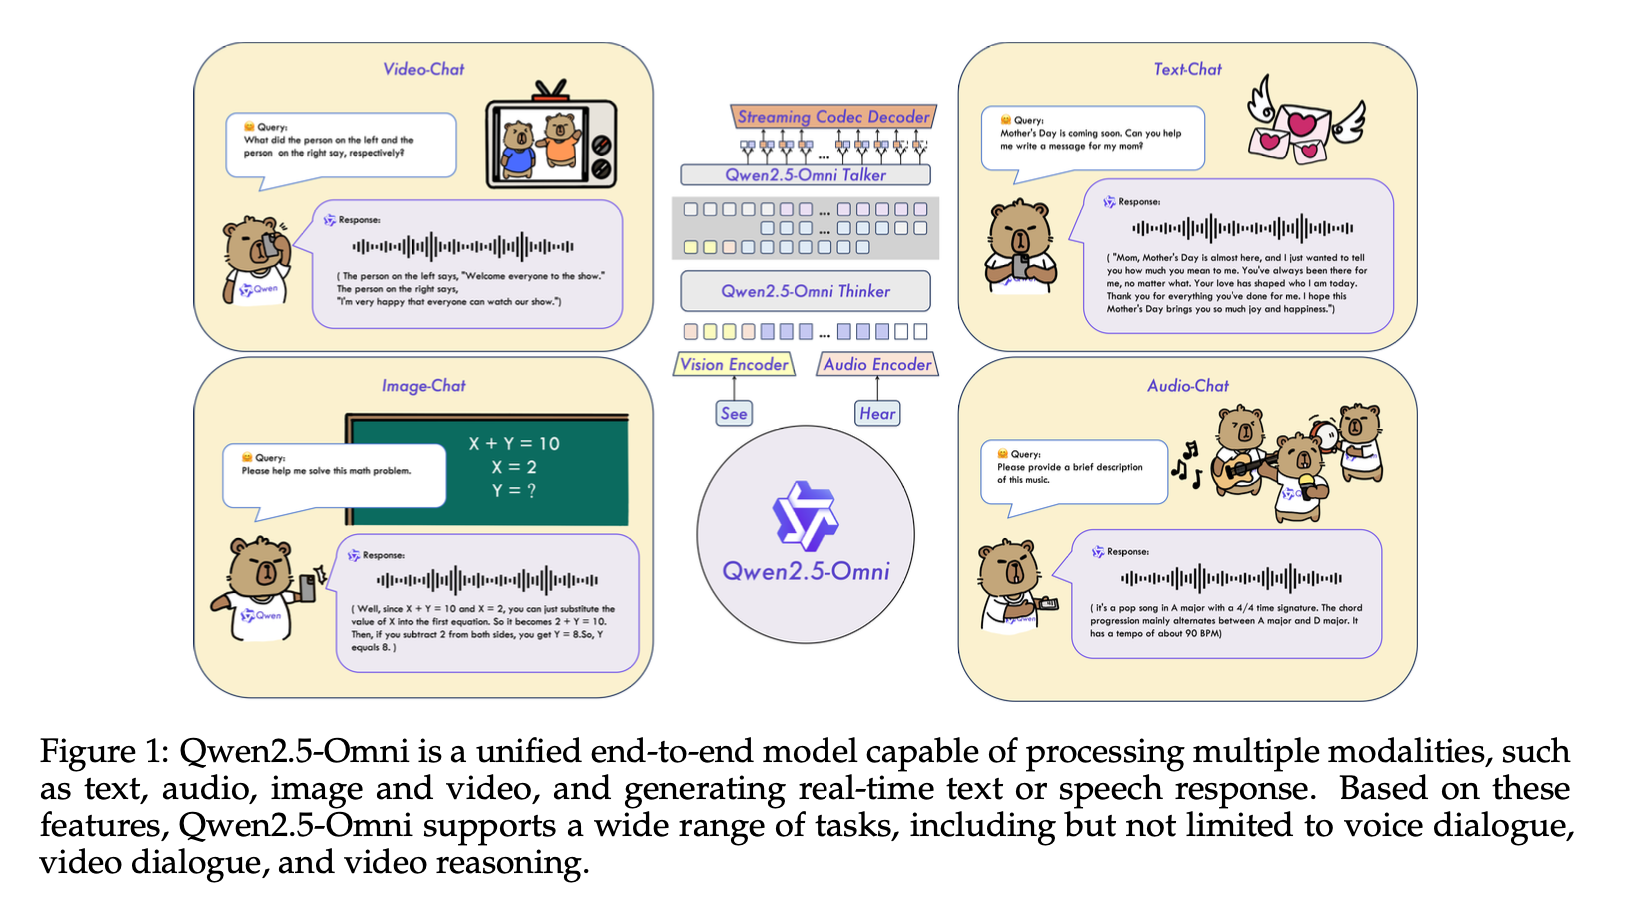 Video-Chat
Query:
What did the person on the left and the
person on the right say, respectively?
Response:
( The person on the left says, "Welcome everyone to the show."
The person on the right says,
"I'm very happy that everyone can watch our show.")
Qwen
Image-Chat
X + Y = 10
X = 2
Y = ?
Query:
Please help me solve this math problem.
Response:
( Well, since X + Y = 10 and X = 2, you can just substitute the
value of X into the first equation. So it becomes 2 + Y = 10.
Then, if you subtract 2 from both sides, you get Y = 8.So, Y
equals 8. )
Qwen
Streaming Codec Decoder
...
Qwen2.5-Omni Talker
...
...
Qwen2.5-Omni Thinker
...
Vision Encoder
Audio Encoder
See
Hear
Qwen2.5-Omni
Text-Chat
Query:
Mother's Day is coming soon. Can you help
me write a message for my mom?
Response:
( "Mom, Mother's Day is almost here, and I just wanted to tell
you how much you mean to me. You've always been there for
me, no matter what. Your love has shaped who I am today.
Thank you for everything you've done for me. I hope this
Mother's Day brings you so much joy and happiness.")
Audio-Chat
Query:
Please provide a brief description
of this music.
Response:
( it's a pop song in A major with a 4/4 time signature. The chord
progression mainly alternates between A major and D major. It
has a tempo of about 90 BPM)
Figure 1: Qwen2.5-Omni is a unified end-to-end model capable of processing multiple modalities, such
as text, audio, image and video, and generating real-time text or speech response. Based on these
features, Qwen2.5-Omni supports a wide range of tasks, including but not limited to voice dialogue,
video dialogue, and video reasoning.